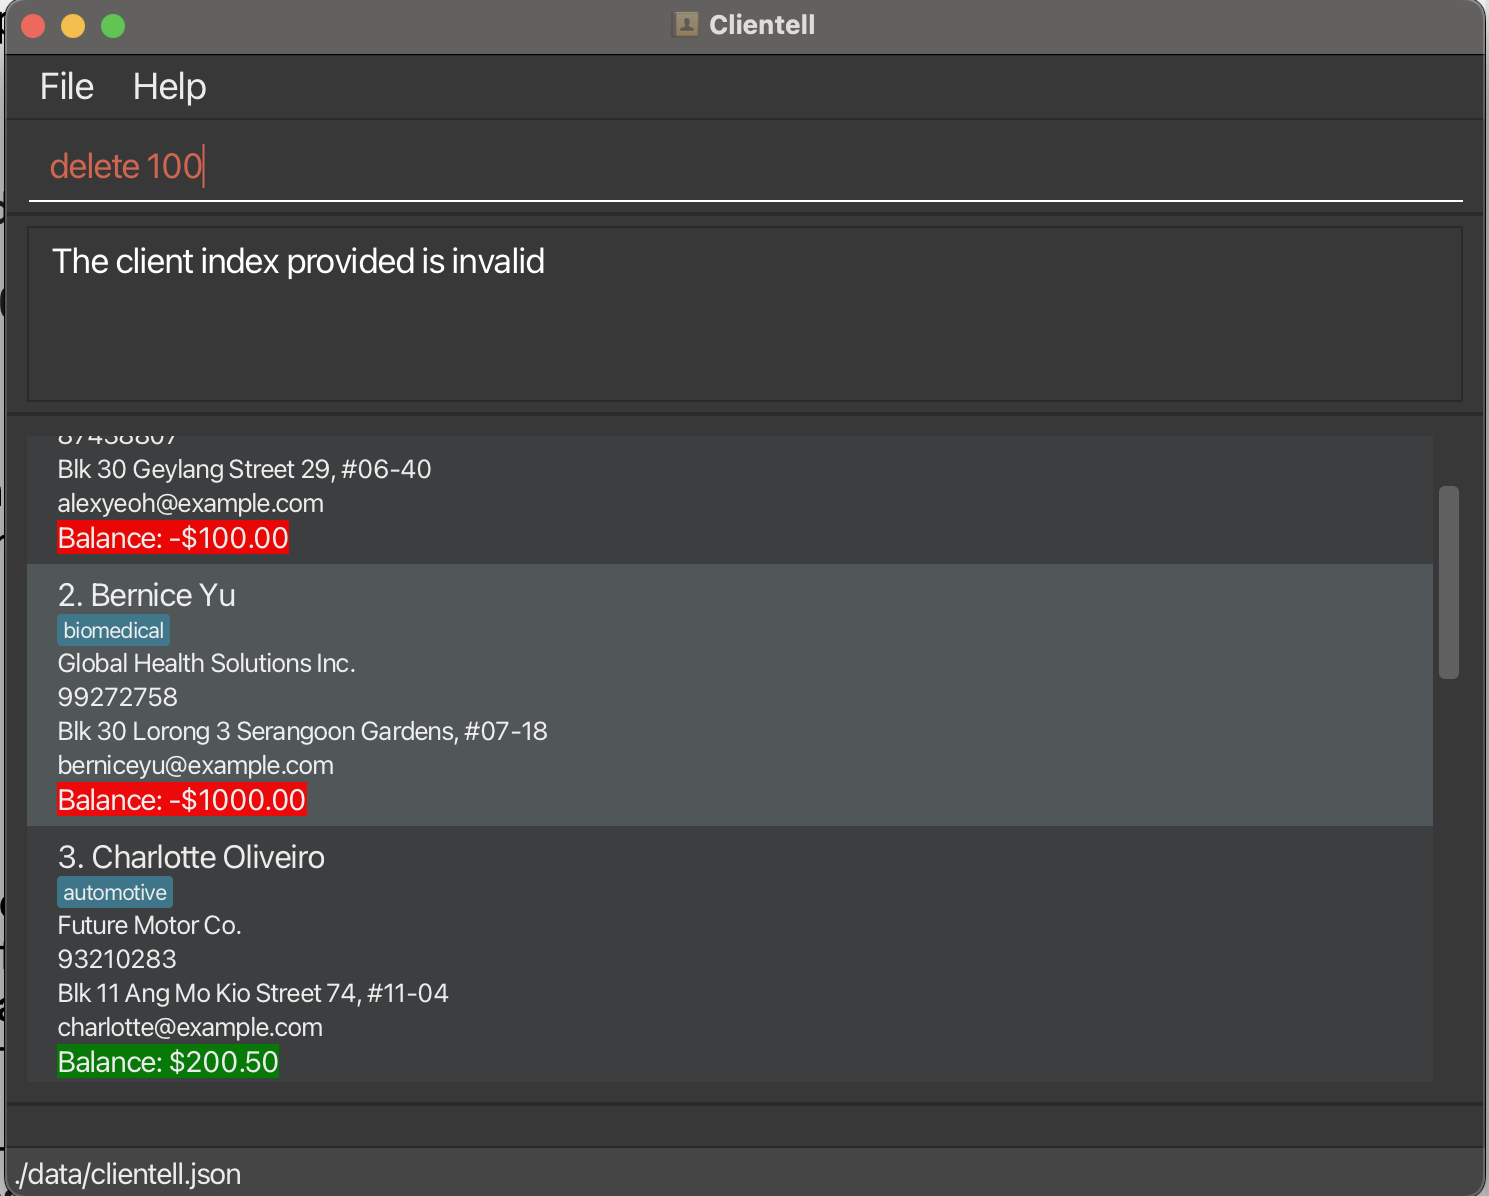 Clientell
File Help
delete 100
The client index provided is invalid
87438807
Blk 30 Geylang Street 29, #06-40
alexyeoh@example.com
Balance: -$100.00
2. Bernice Yu
biomedical
Global Health Solutions Inc.
99272758
Blk 30 Lorong 3 Serangoon Gardens, #07-18
berniceyu@example.com
Balance: -$1000.00
3. Charlotte Oliveiro
automotive
Future Motor Co.
93210283
Blk 11 Ang Mo Kio Street 74, #11-04
charlotte@example.com
Balance: $200.50
./data/clientell.json